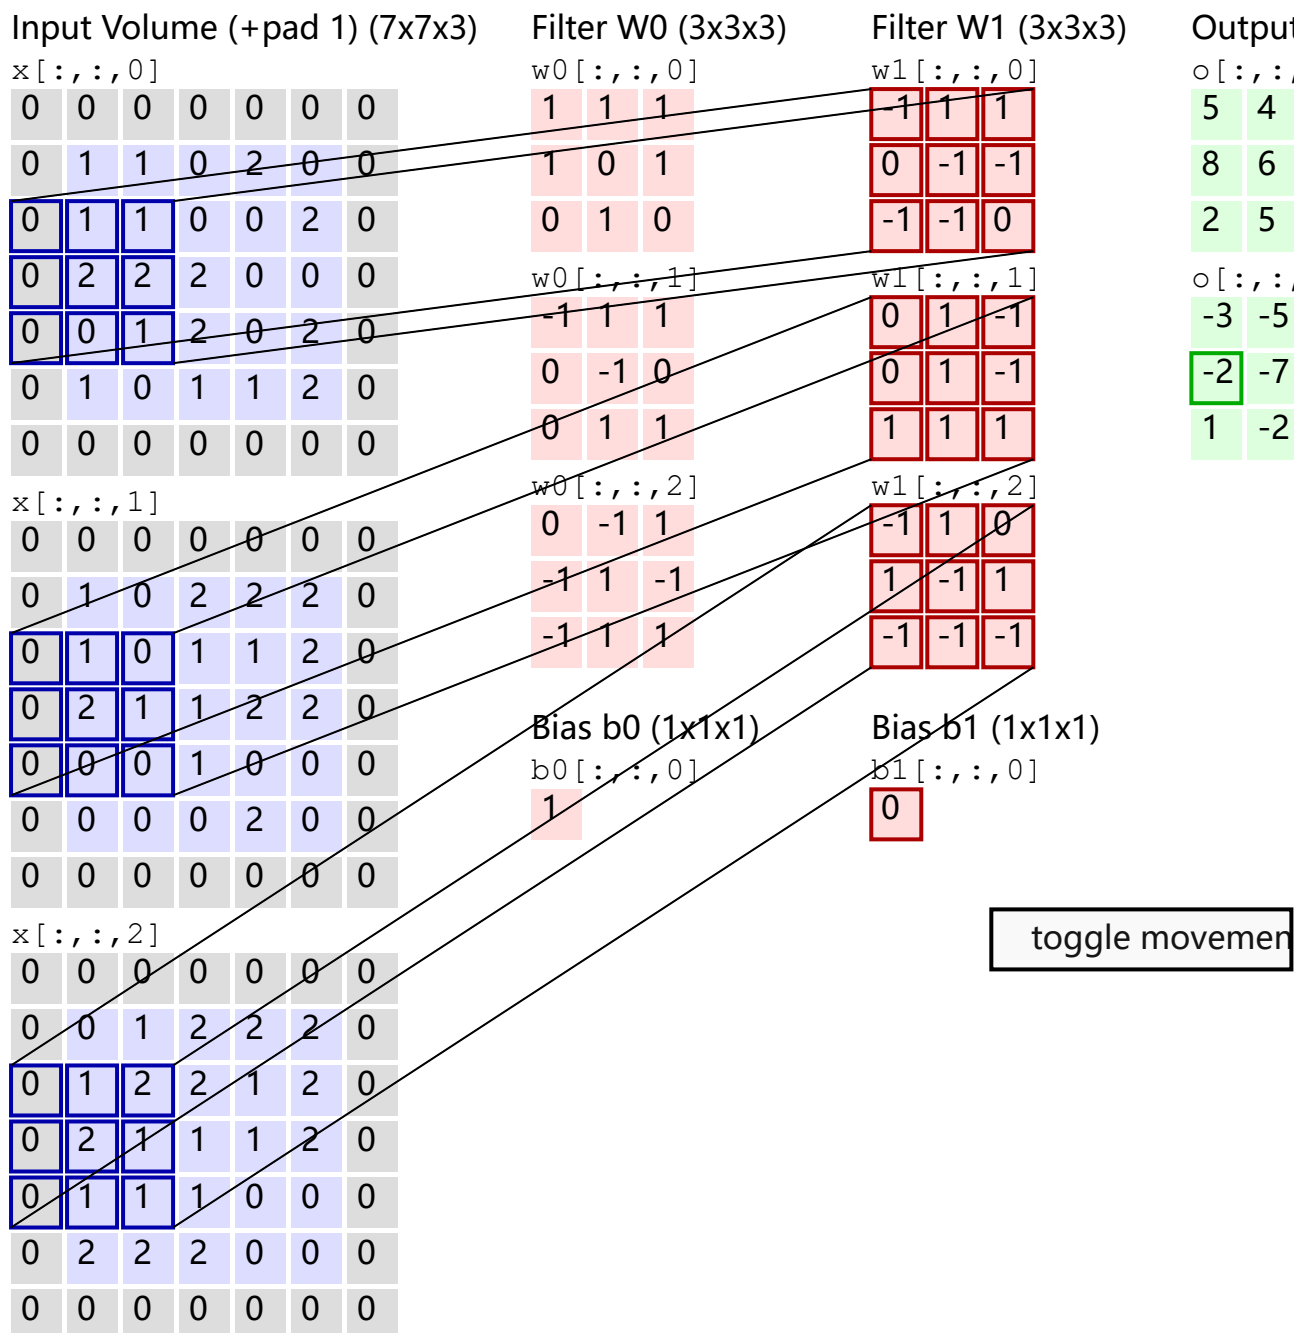 Input Volume (+pad 1) (7x7x3)
x[:,:,0]
0 0 0 0 0 0 0
0 1 1 0 2 0 0
0 1 1 0 0 2 0
0 2 2 2 0 0 0
0 0 1 2 0 2 0
0 1 0 1 1 2 0
0 0 0 0 0 0 0
x[:,:,1]
0 0 0 0 0 0 0
0 1 0 2 2 2 0
0 1 0 1 1 2 0
0 2 1 1 2 2 0
0 0 0 1 0 0 0
0 0 0 0 2 0 0
0 0 0 0 0 0 0
x[:,:,2]
0 0 0 0 0 0 0
0 0 1 2 2 2 0
0 1 2 2 1 2 0
0 2 1 1 1 2 0
0 1 1 1 0 0 0
0 2 2 2 0 0 0
0 0 0 0 0 0 0
Filter W0 (3x3x3)
w0[:,:,0]
1 1 1
1 0 1
0 1 0
w0[:,:,1]
-1 1 1
0 -1 0
0 1 1
w0[:,:,2]
0 -1 1
-1 1 -1
-1 1 1
Bias b0 (1x1x1)
b0[:,:,0]
1
Filter W1 (3x3x3)
w1[:,:,0]
-1 1 1
0 -1 -1
-1 -1 0
w1[:,:,1]
0 1 -1
0 1 -1
1 1 1
w1[:,:,2]
-1 1 0
1 -1 1
-1 -1 -1
Bias b1 (1x1x1)
b1[:,:,0]
0
Output
o[:,:,
5 4
8 6
2 5
o[:,:,
-3 -5
-2 -7
1 -2
toggle movemen